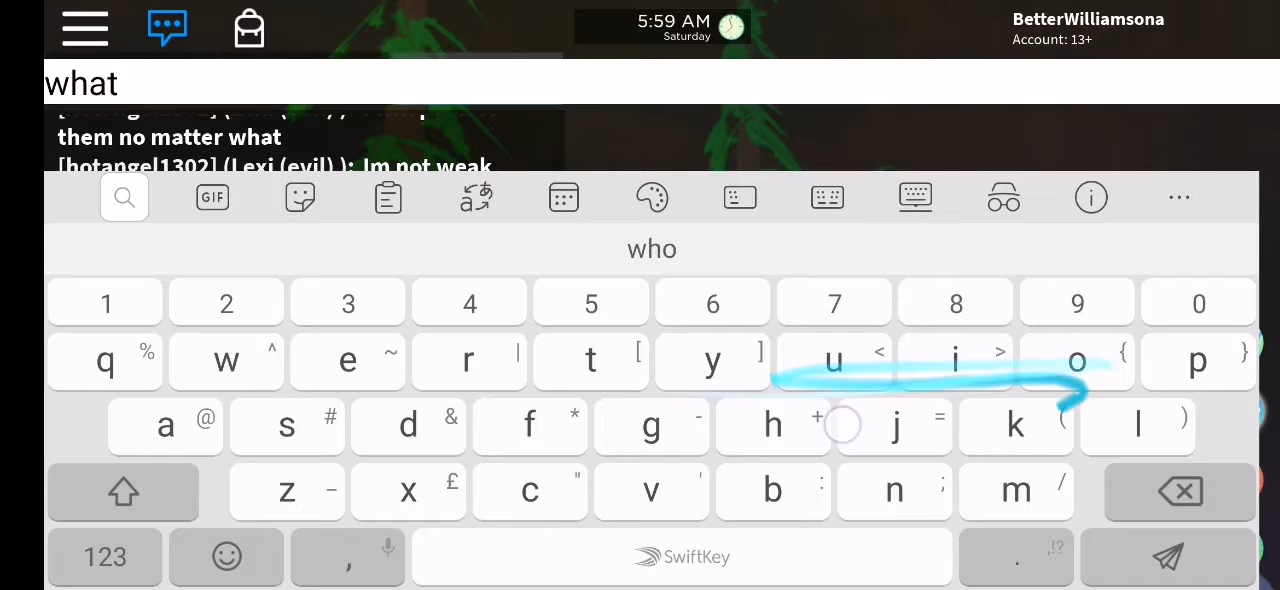 5:59 AM
Saturday
BetterWilliamsona
Account: 13+
what
them no matter what
[hotangel1302] (Lexi (evil) ): Im not weak
GIF
who
1 2 3 4 5 6 7 8 9 0
q % w ^ e ~ r | t [ y ] u < i > o { p }
a @ s # d & f * g - h + j = k ( l )
z _ x £ c " v ' b : n ; m /
123 , SwiftKey . ,!?